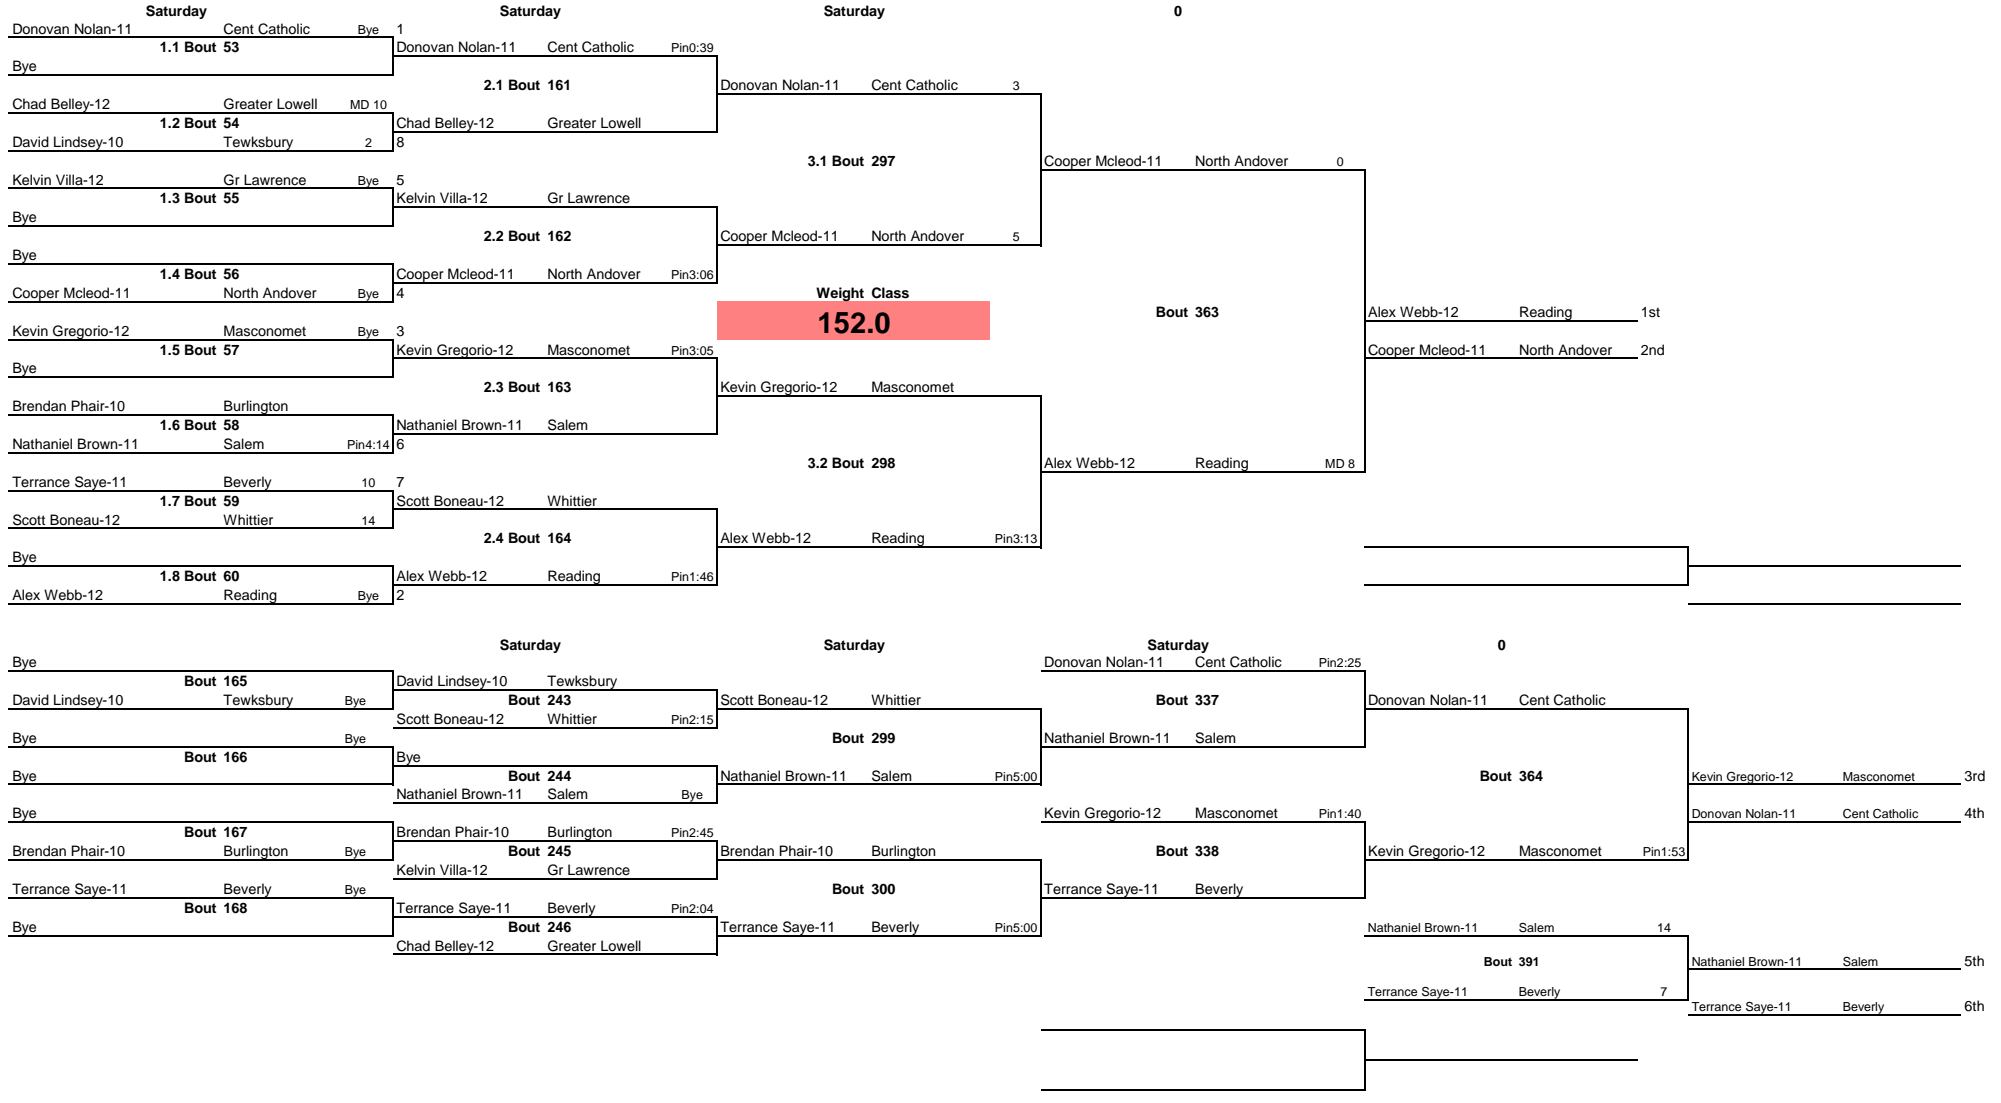 Saturday Saturday Saturday 0
Donovan Nolan-11 Cent Catholic Bye 1
1.1 Bout 53 Donovan Nolan-11 Cent Catholic Pin0:39
Bye
2.1 Bout 161 Donovan Nolan-11 Cent Catholic 3
Chad Belley-12 Greater Lowell MD 10
1.2 Bout 54 Chad Belley-12 Greater Lowell
David Lindsey-10 Tewksbury 2 8
3.1 Bout 297 Cooper Mcleod-11 North Andover 0
Kelvin Villa-12 Gr Lawrence Bye 5
1.3 Bout 55 Kelvin Villa-12 Gr Lawrence
Bye
2.2 Bout 162 Cooper Mcleod-11 North Andover 5
Bye
1.4 Bout 56 Cooper Mcleod-11 North Andover Pin3:06
Cooper Mcleod-11 North Andover Bye 4 Weight Class
Bout 363 Alex Webb-12 Reading 1st
152.0
Kevin Gregorio-12 Masconomet Bye 3
1.5 Bout 57 Kevin Gregorio-12 Masconomet Pin3:05 Cooper Mcleod-11 North Andover 2nd
Bye
2.3 Bout 163 Kevin Gregorio-12 Masconomet
Brendan Phair-10 Burlington
1.6 Bout 58 Nathaniel Brown-11 Salem
Nathaniel Brown-11 Salem Pin4:14 6
3.2 Bout 298 Alex Webb-12 Reading MD 8
Terrance Saye-11 Beverly 10 7
1.7 Bout 59 Scott Boneau-12 Whittier
Scott Boneau-12 Whittier 14
2.4 Bout 164 Alex Webb-12 Reading Pin3:13
Bye
1.8 Bout 60 Alex Webb-12 Reading Pin1:46
Alex Webb-12 Reading Bye 2
Saturday Saturday Saturday 0
Bye Donovan Nolan-11 Cent Catholic Pin2:25
Bout 165 David Lindsey-10 Tewksbury
David Lindsey-10 Tewksbury Bye Bout 243 Scott Boneau-12 Whittier Bout 337 Donovan Nolan-11 Cent Catholic
Scott Boneau-12 Whittier Pin2:15
Bye Bye Bout 299 Nathaniel Brown-11 Salem
Bout 166 Bye
Bye Bout 244 Nathaniel Brown-11 Salem Pin5:00 Bout 364 Kevin Gregorio-12 Masconomet 3rd
Nathaniel Brown-11 Salem Bye
Bye Kevin Gregorio-12 Masconomet Pin1:40 Donovan Nolan-11 Cent Catholic 4th
Bout 167 Brendan Phair-10 Burlington Pin2:45
Brendan Phair-10 Burlington Bye Bout 245 Brendan Phair-10 Burlington Bout 338 Kevin Gregorio-12 Masconomet Pin1:53
Kelvin Villa-12 Gr Lawrence
Terrance Saye-11 Beverly Bye Bout 300 Terrance Saye-11 Beverly
Bout 168 Terrance Saye-11 Beverly Pin2:04
Bye Bout 246 Terrance Saye-11 Beverly Pin5:00 Nathaniel Brown-11 Salem 14
Chad Belley-12 Greater Lowell
Bout 391 Nathaniel Brown-11 Salem 5th
Terrance Saye-11 Beverly 7
Terrance Saye-11 Beverly 6th